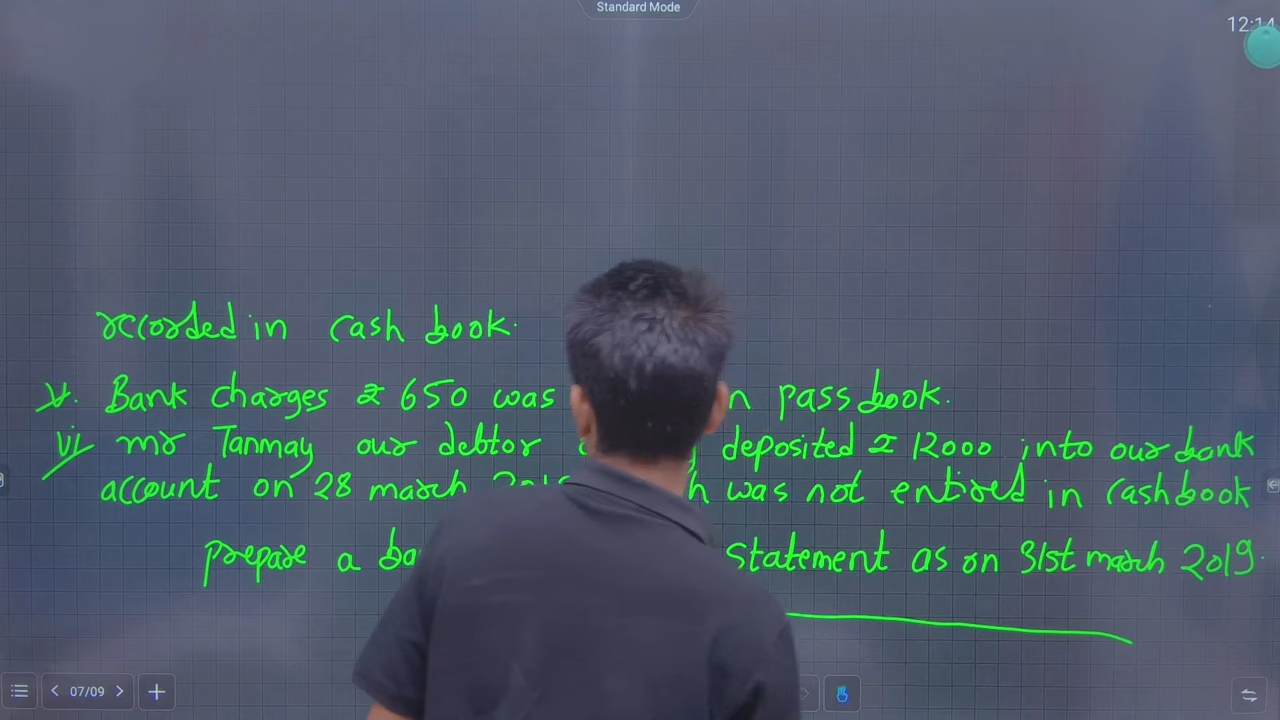 Standard Mode
12:14
recorded in cash book.
v. Bank charges ₹ 650 was n passbook.
vi mr Tanmay our debtor deposited ₹ 12000 into our bank
account on 28 march h was not entired in cashbook
prepare a ba statement as on 31st march 2019.
07/09